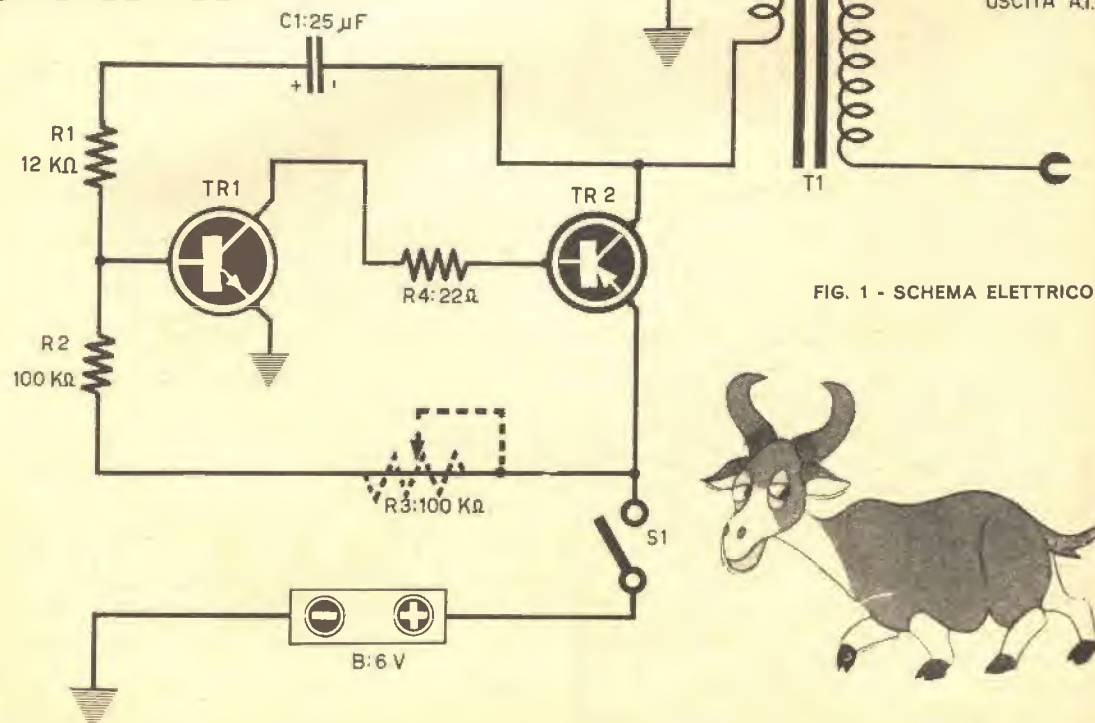 USCITA A.T.
C1:25 µF
+ -
R1
12 KΩ
TR1
TR 2
T1
R4:22Ω
FIG. 1 - SCHEMA ELETTRICO
R2
100 KΩ
R3:100 KΩ
S1
- +
B:6 V